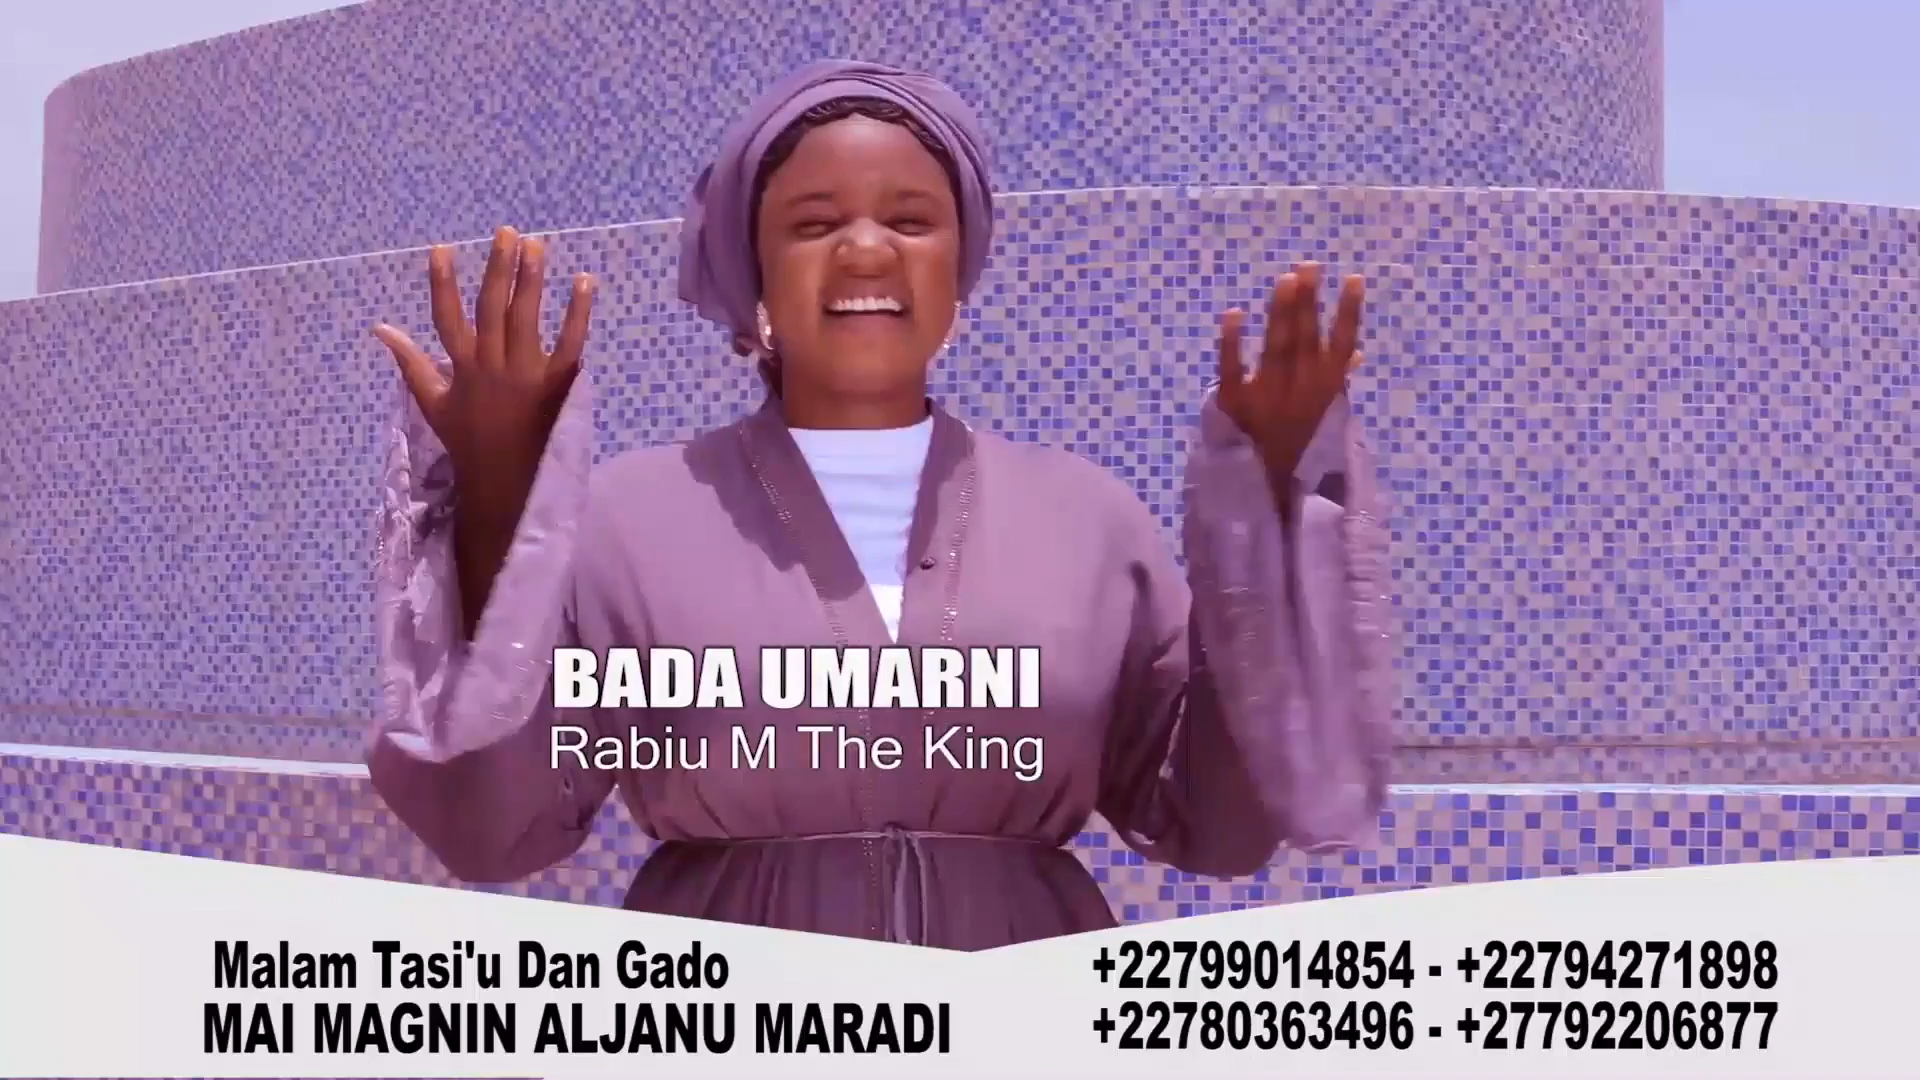 BADA UMARNI
Rabiu M The King
Malam Tasi'u Dan Gado
MAI MAGNIN ALJANU MARADI
+22799014854 - +22794271898
+22780363496 - +27792206877